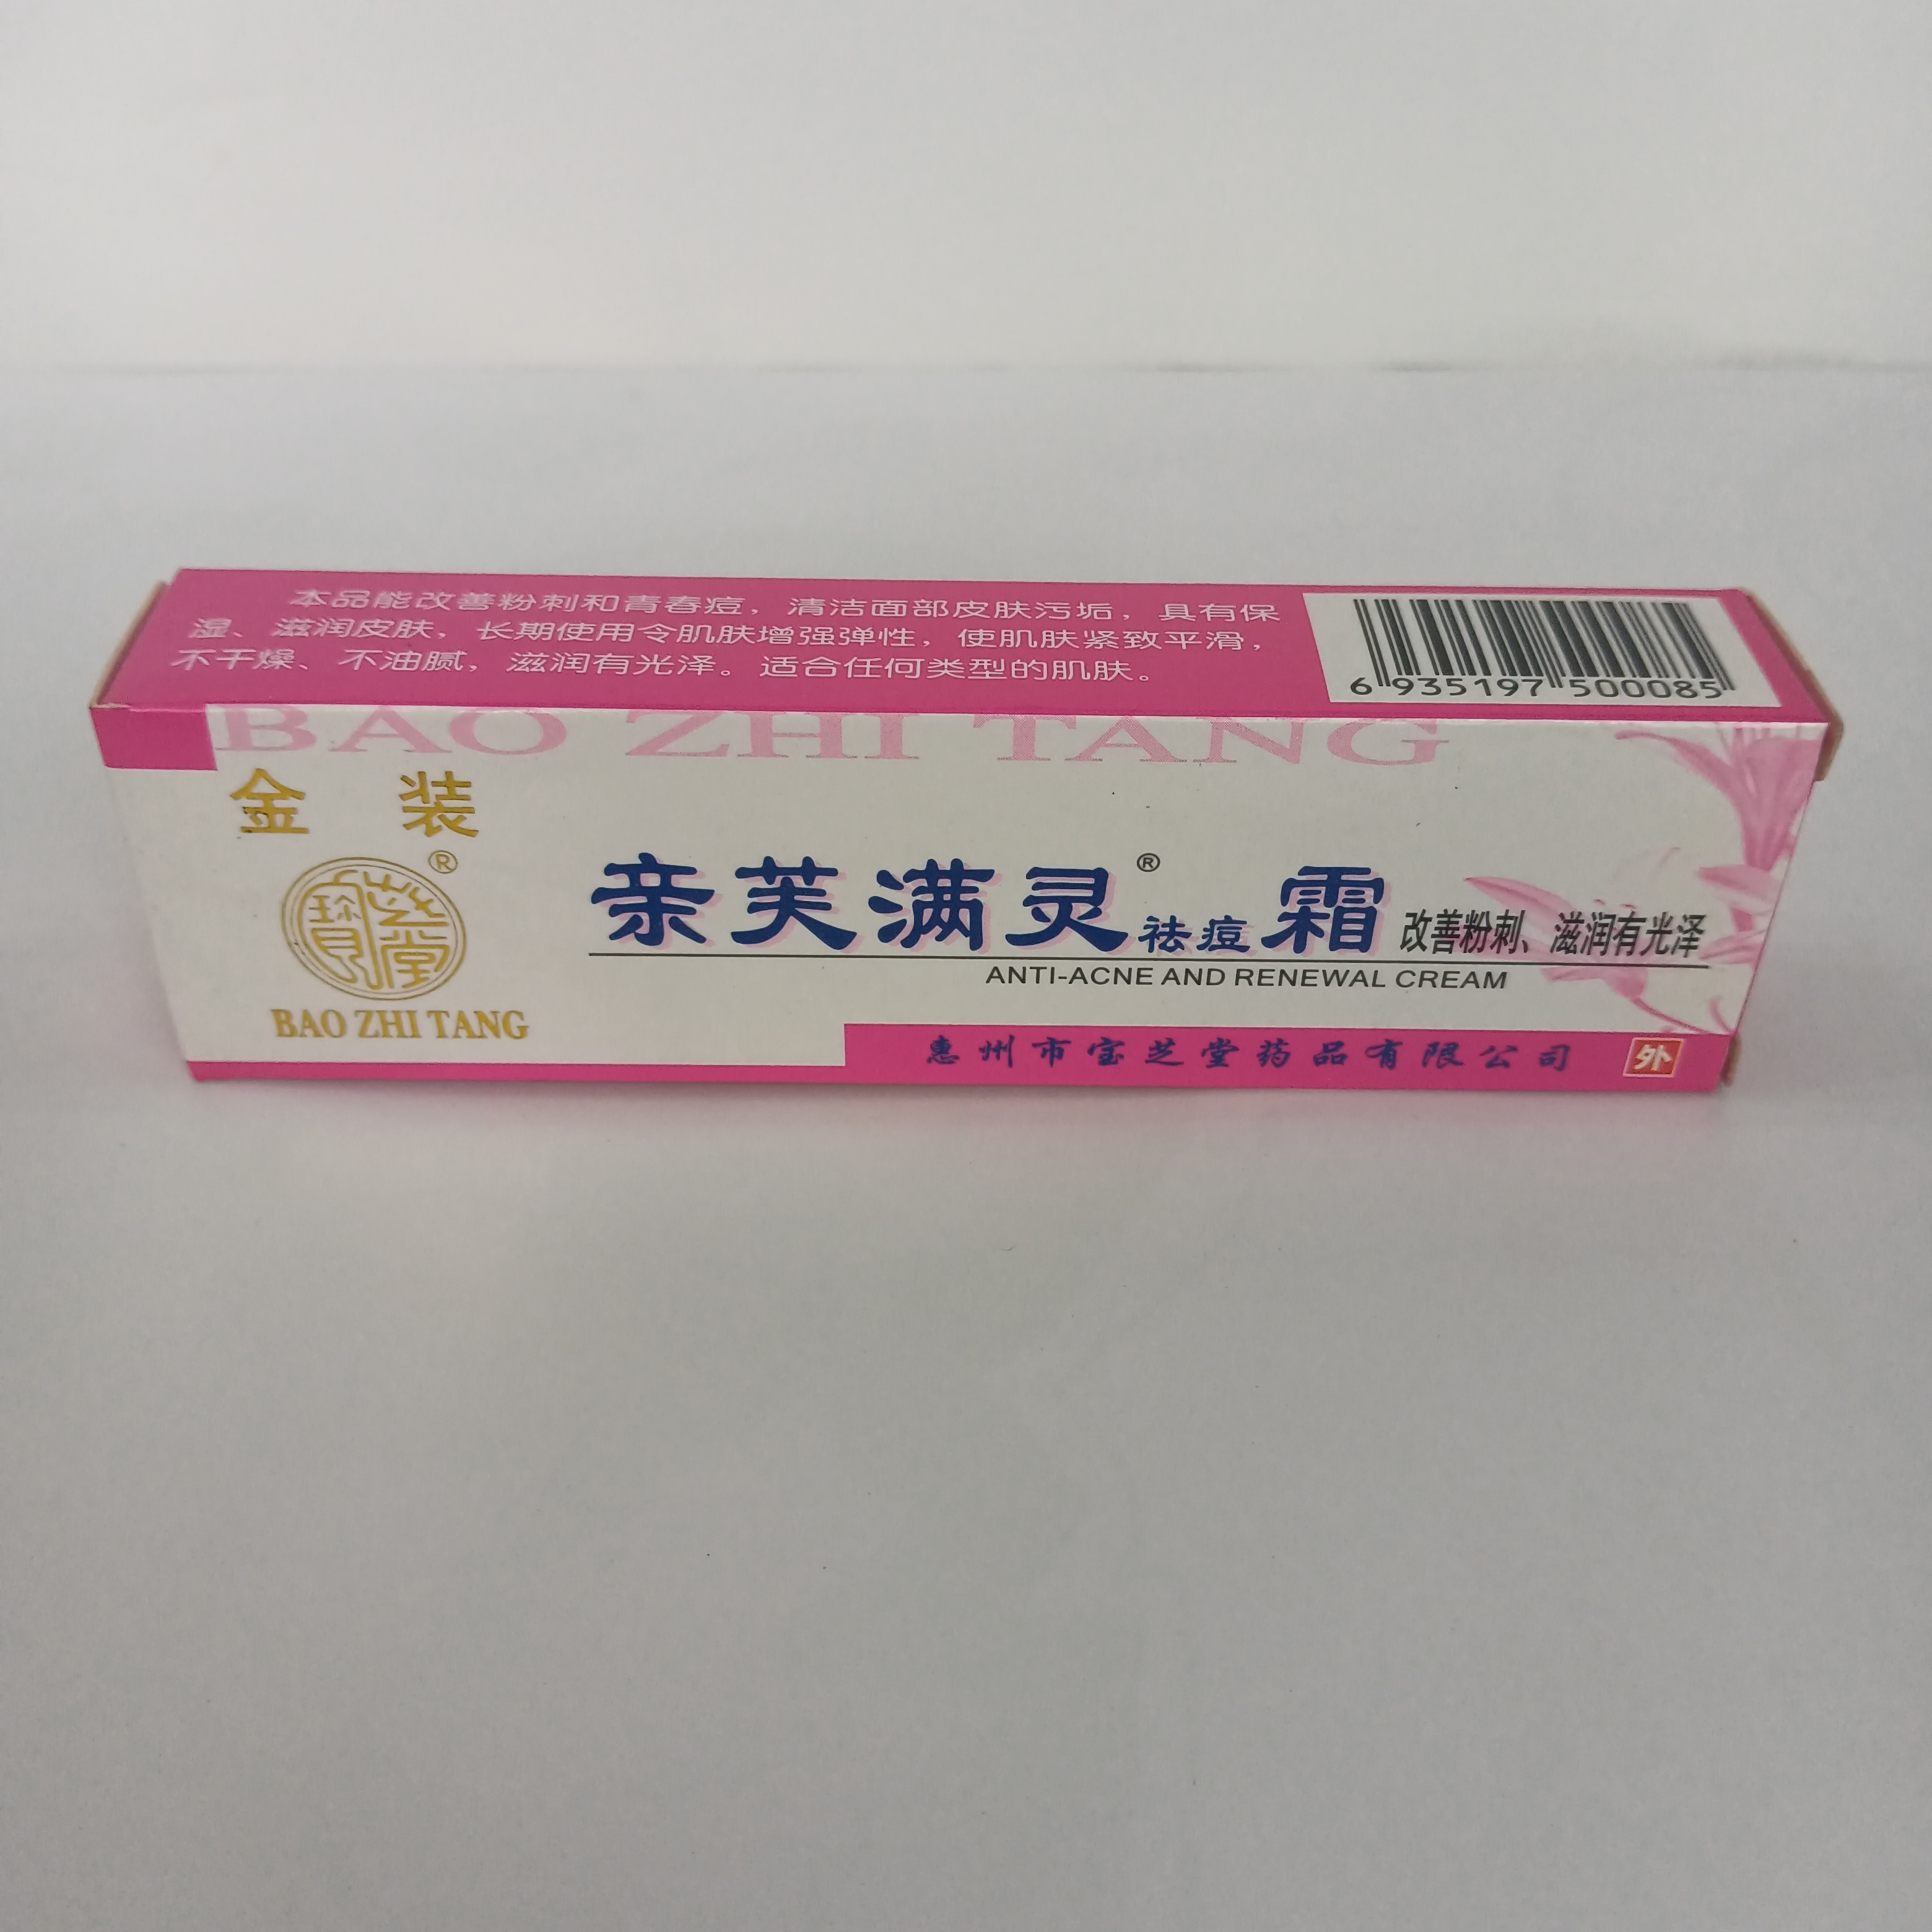 本品能改善粉刺和青春痘，清洁面部皮肤污垢，具有保
湿、滋润皮肤，长期使用令肌肤增强弹性，使肌肤紧致平滑，
不干燥、不油腻，滋润有光泽。适合任何类型的肌肤。
6 935197 500085
BAO ZHI TANG
金 装
®
寶芝堂
BAO ZHI TANG
亲芙满灵®祛痘霜 改善粉刺、滋润有光泽
ANTI-ACNE AND RENEWAL CREAM
惠州市宝芝堂药品有限公司 外